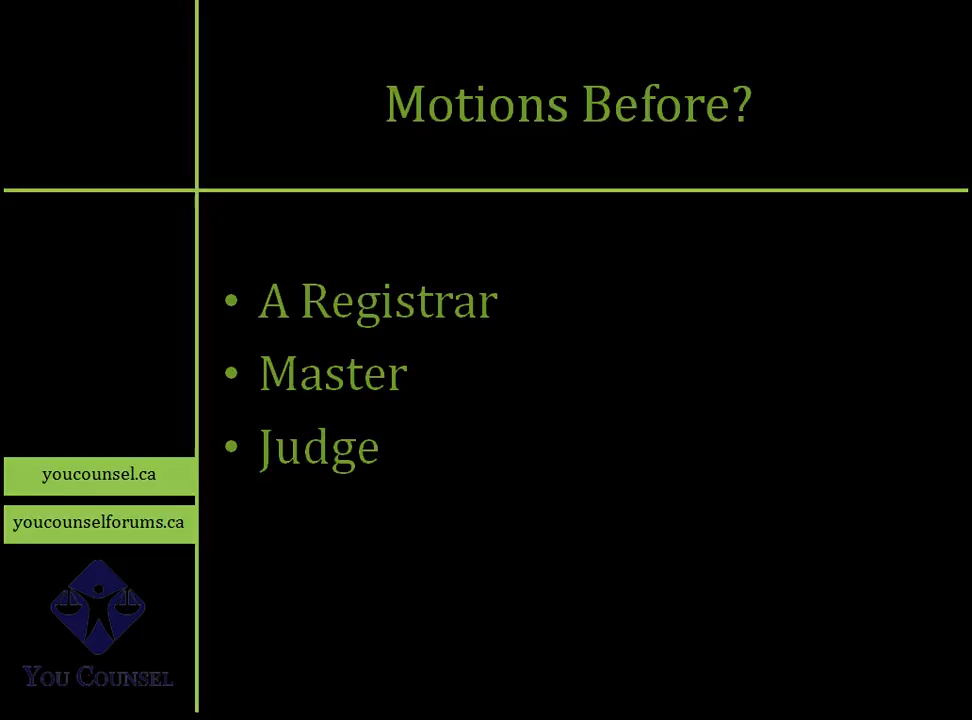 Motions Before?
• A Registrar
• Master
• Judge
youcounsel.ca
youcounselforums.ca
YOU COUNSEL